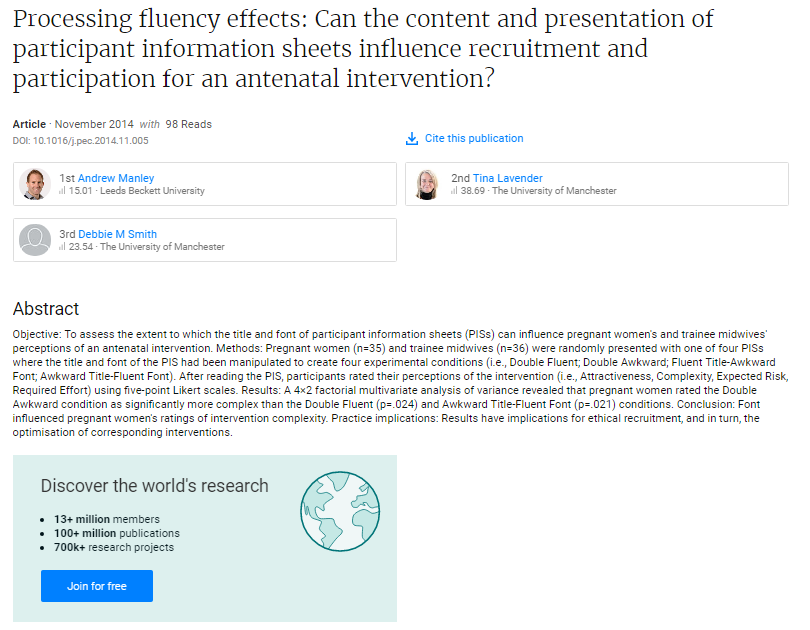 Processing fluency effects: Can the content and presentation of
participant information sheets influence recruitment and
participation for an antenatal intervention?
Article · November 2014 with 98 Reads
DOI: 10.1016/j.pec.2014.11.005
Cite this publication
1st Andrew Manley
15.01 · Leeds Beckett University
2nd Tina Lavender
38.69 · The University of Manchester
3rd Debbie M Smith
23.54 · The University of Manchester
Abstract
Objective: To assess the extent to which the title and font of participant information sheets (PISs) can influence pregnant women's and trainee midwives'
perceptions of an antenatal intervention. Methods: Pregnant women (n=35) and trainee midwives (n=36) were randomly presented with one of four PISs
where the title and font of the PIS had been manipulated to create four experimental conditions (i.e., Double Fluent; Double Awkward; Fluent Title-Awkward
Font; Awkward Title-Fluent Font). After reading the PIS, participants rated their perceptions of the intervention (i.e., Attractiveness, Complexity, Expected Risk,
Required Effort) using five-point Likert scales. Results: A 4×2 factorial multivariate analysis of variance revealed that pregnant women rated the Double
Awkward condition as significantly more complex than the Double Fluent (p=.024) and Awkward Title-Fluent Font (p=.021) conditions. Conclusion: Font
influenced pregnant women's ratings of intervention complexity. Practice implications: Results have implications for ethical recruitment, and in turn, the
optimisation of corresponding interventions.
Discover the world's research
• 13+ million members
• 100+ million publications
• 700k+ research projects
Join for free